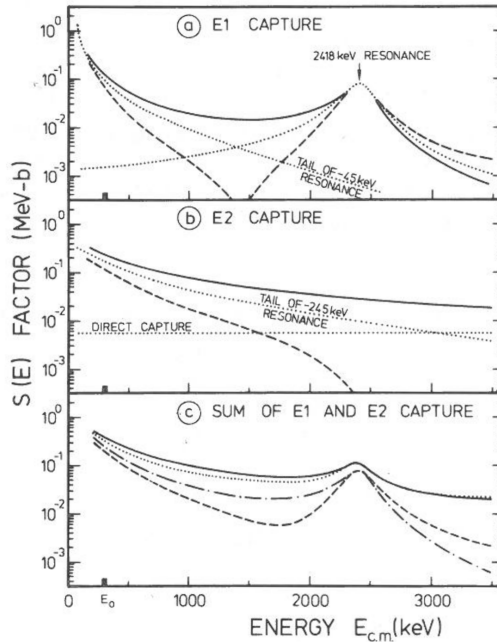 S(E) FACTOR (MeV-b)
a E1 CAPTURE
2418 keV RESONANCE
TAIL OF -45 keV
RESONANCE
10⁰
10⁻¹
10⁻²
10⁻³
b E2 CAPTURE
TAIL OF -245 keV
RESONANCE
DIRECT CAPTURE
10⁰
10⁻¹
10⁻²
10⁻³
c SUM OF E1 AND E2 CAPTURE
10⁰
10⁻¹
10⁻²
10⁻³
0 E₀ 1000 2000 3000
ENERGY E c.m. (keV)